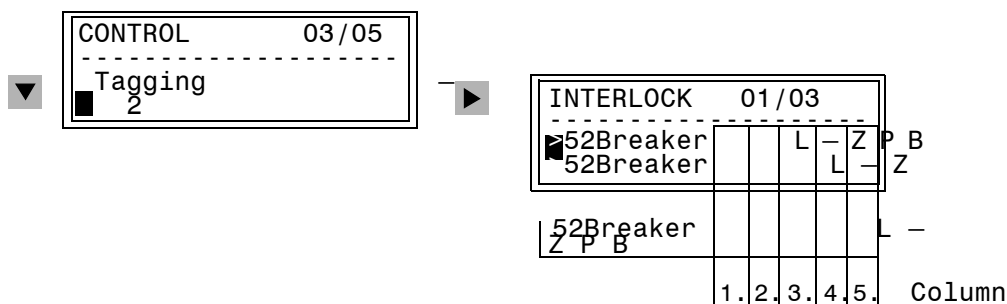 CONTROL 03/05
--------------------
Tagging
2
–
INTERLOCK 01/03
--------------------
>52Breaker L – Z P B
52Breaker L – Z
52Breaker L –
Z P B
1. 2. 3. 4. 5. Column